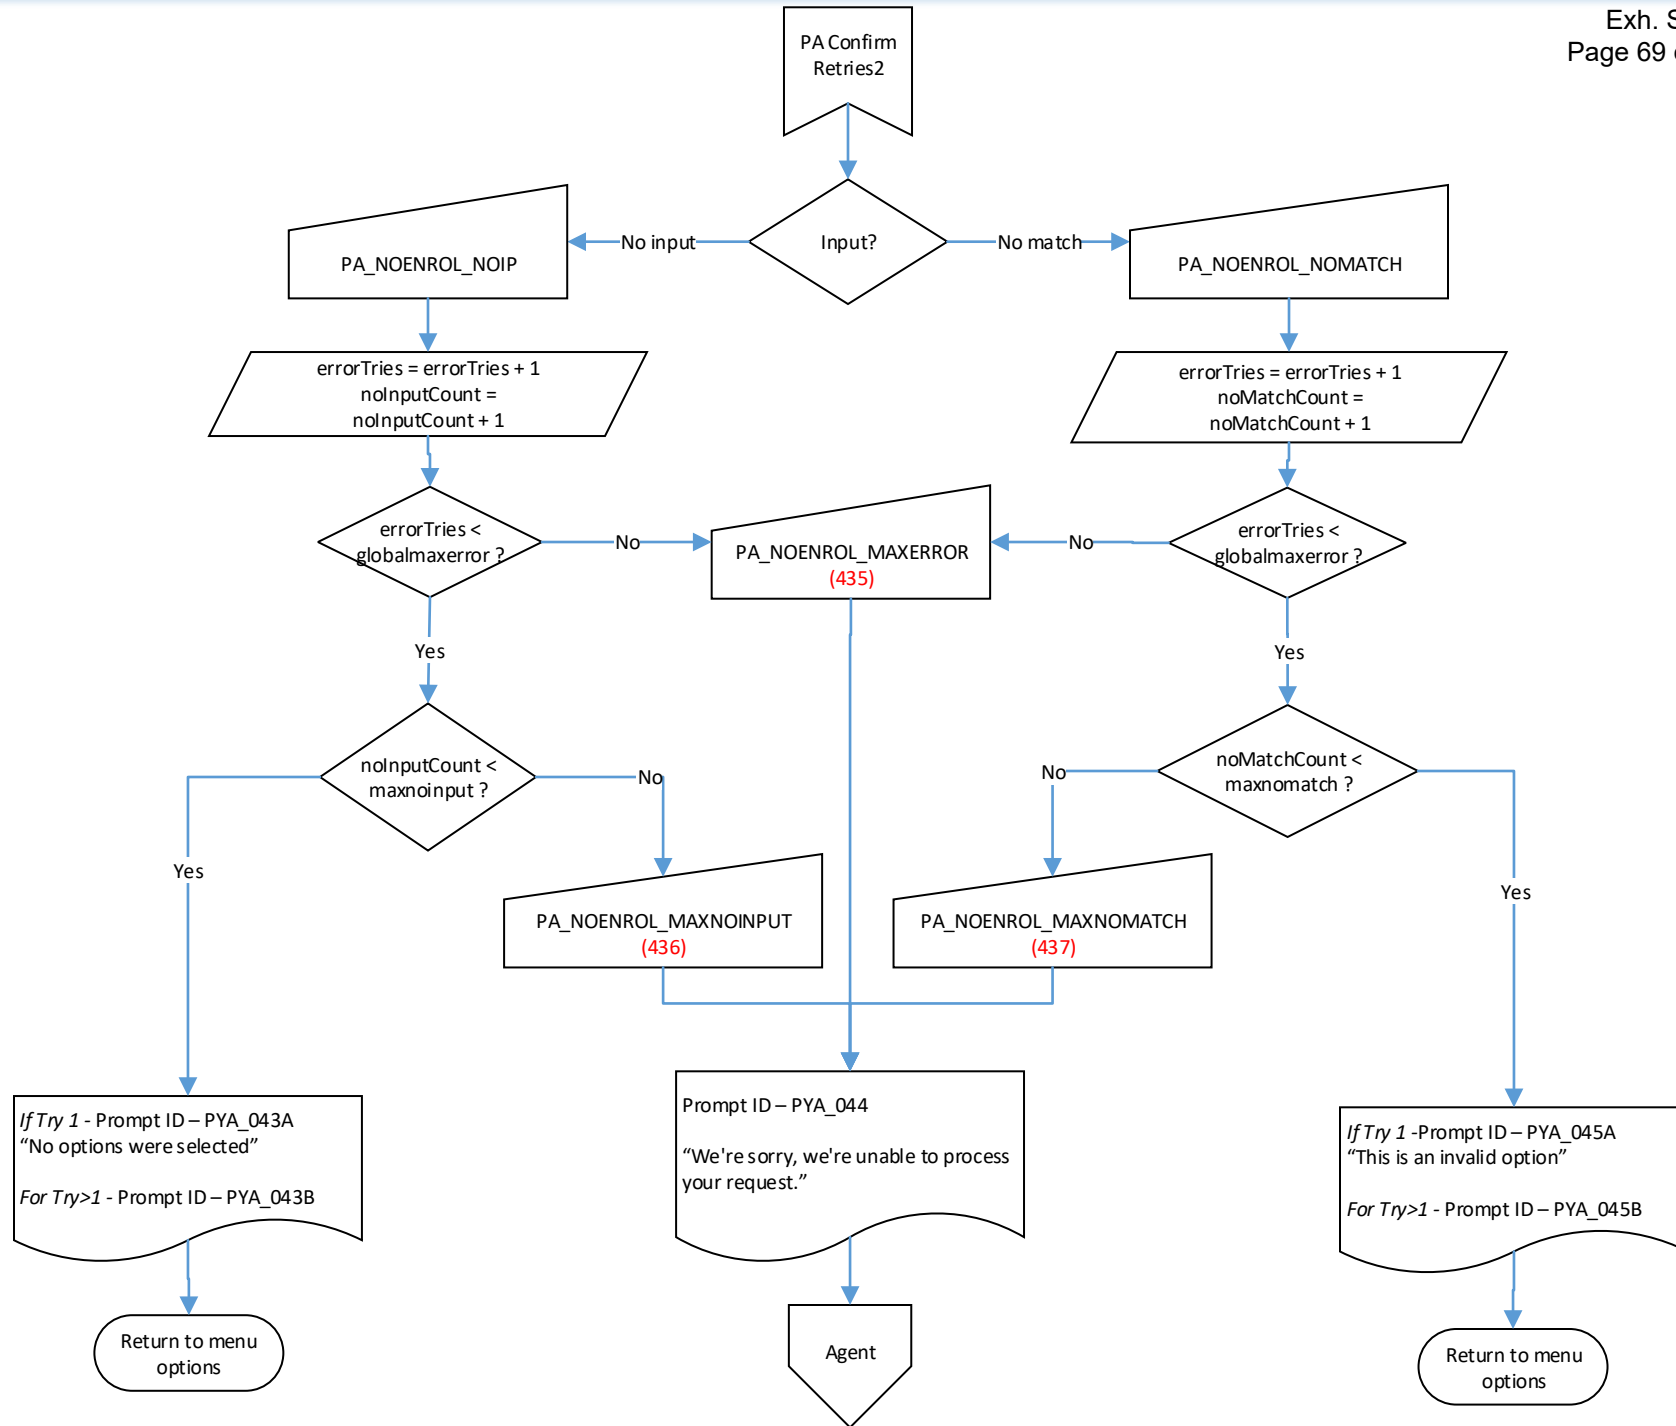 Exh. S
Page 69
PA Confirm
Retries2
Input?
No input
No match
PA_NOENROL_NOIP
PA_NOENROL_NOMATCH
errorTries = errorTries + 1
noInputCount =
noInputCount + 1
errorTries = errorTries + 1
noMatchCount =
noMatchCount + 1
errorTries <
globalmaxerror ?
No
PA_NOENROL_MAXERROR
(435)
No
errorTries <
globalmaxerror ?
Yes
Yes
noInputCount <
maxnoinput ?
No
No
noMatchCount <
maxnomatch ?
Yes
Yes
PA_NOENROL_MAXNOINPUT
(436)
PA_NOENROL_MAXNOMATCH
(437)
If Try 1 - Prompt ID – PYA_043A
“No options were selected”
For Try>1 - Prompt ID – PYA_043B
Prompt ID – PYA_044
“We're sorry, we're unable to process
your request.”
If Try 1 -Prompt ID – PYA_045A
“This is an invalid option”
For Try>1 - Prompt ID – PYA_045B
Return to menu
options
Agent
Return to menu
options